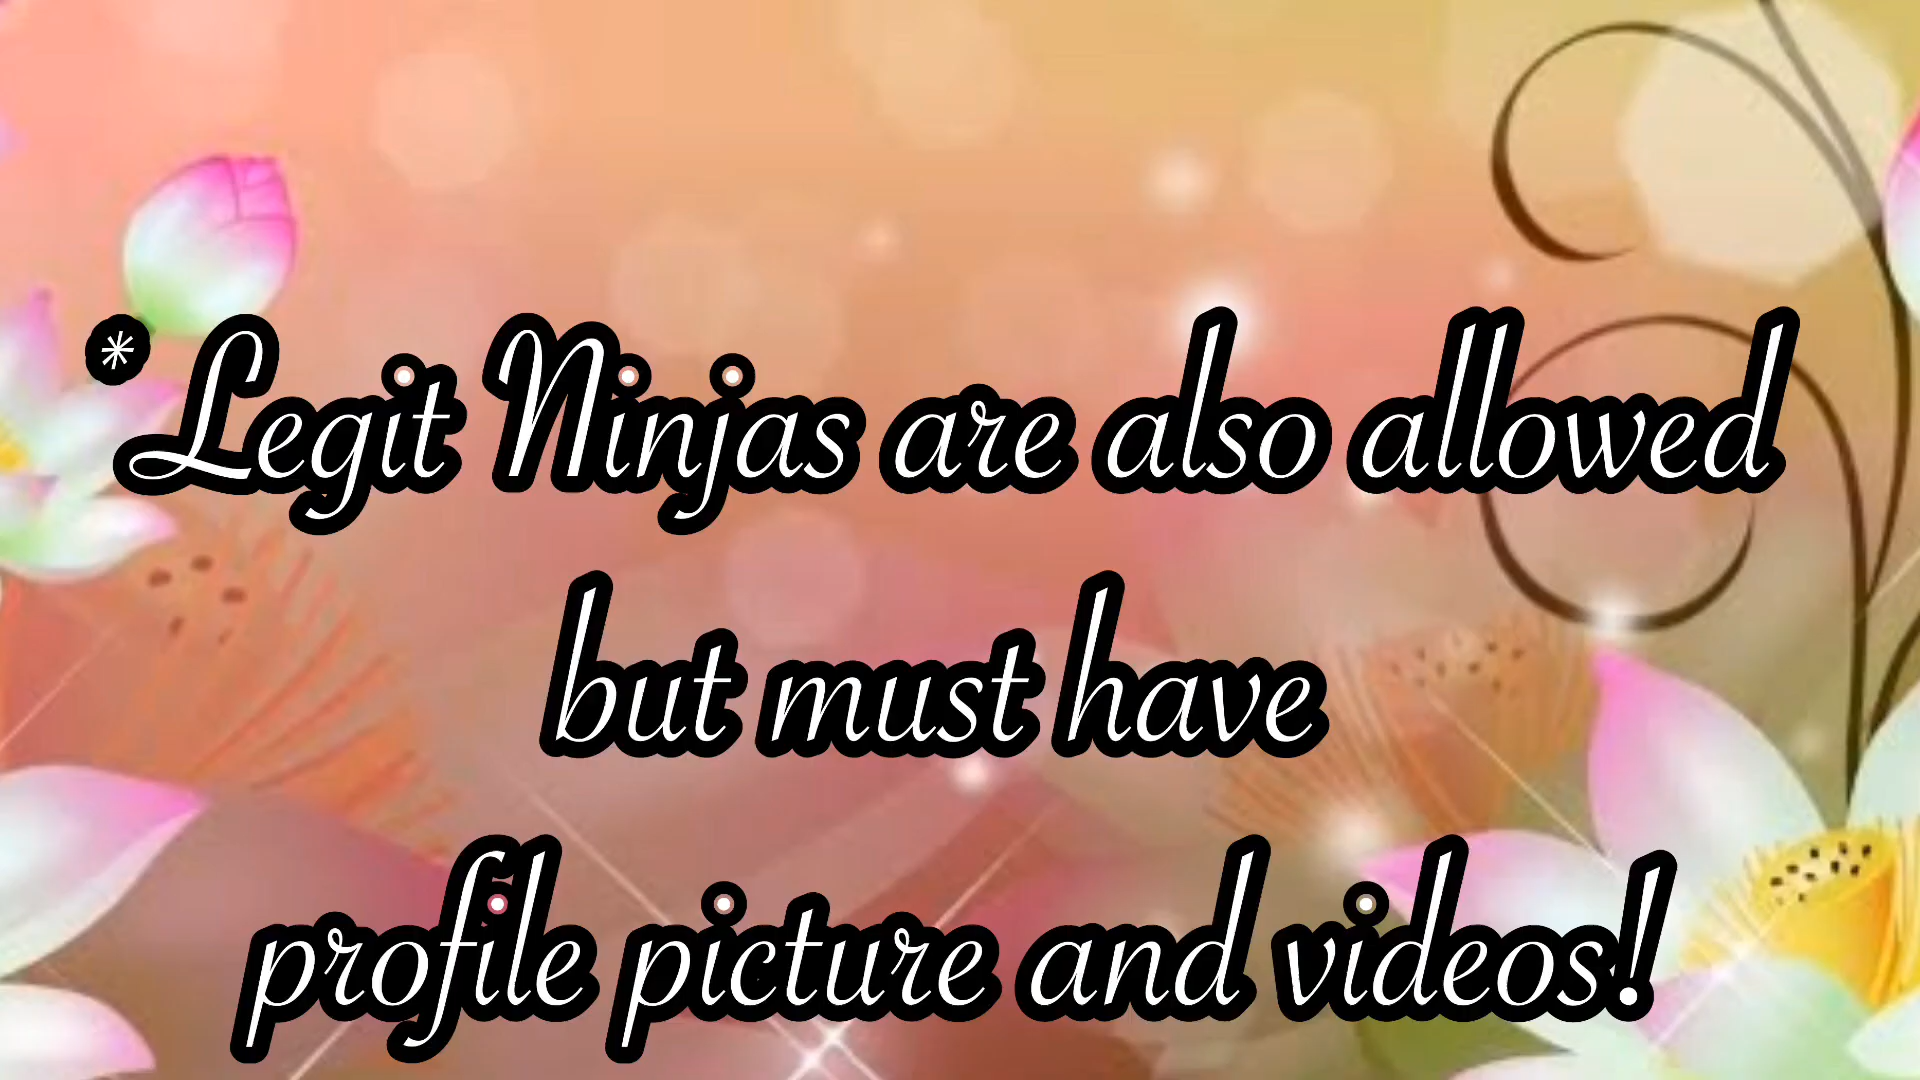 *Legit Ninjas are also allowed
but must have
profile picture and videos!